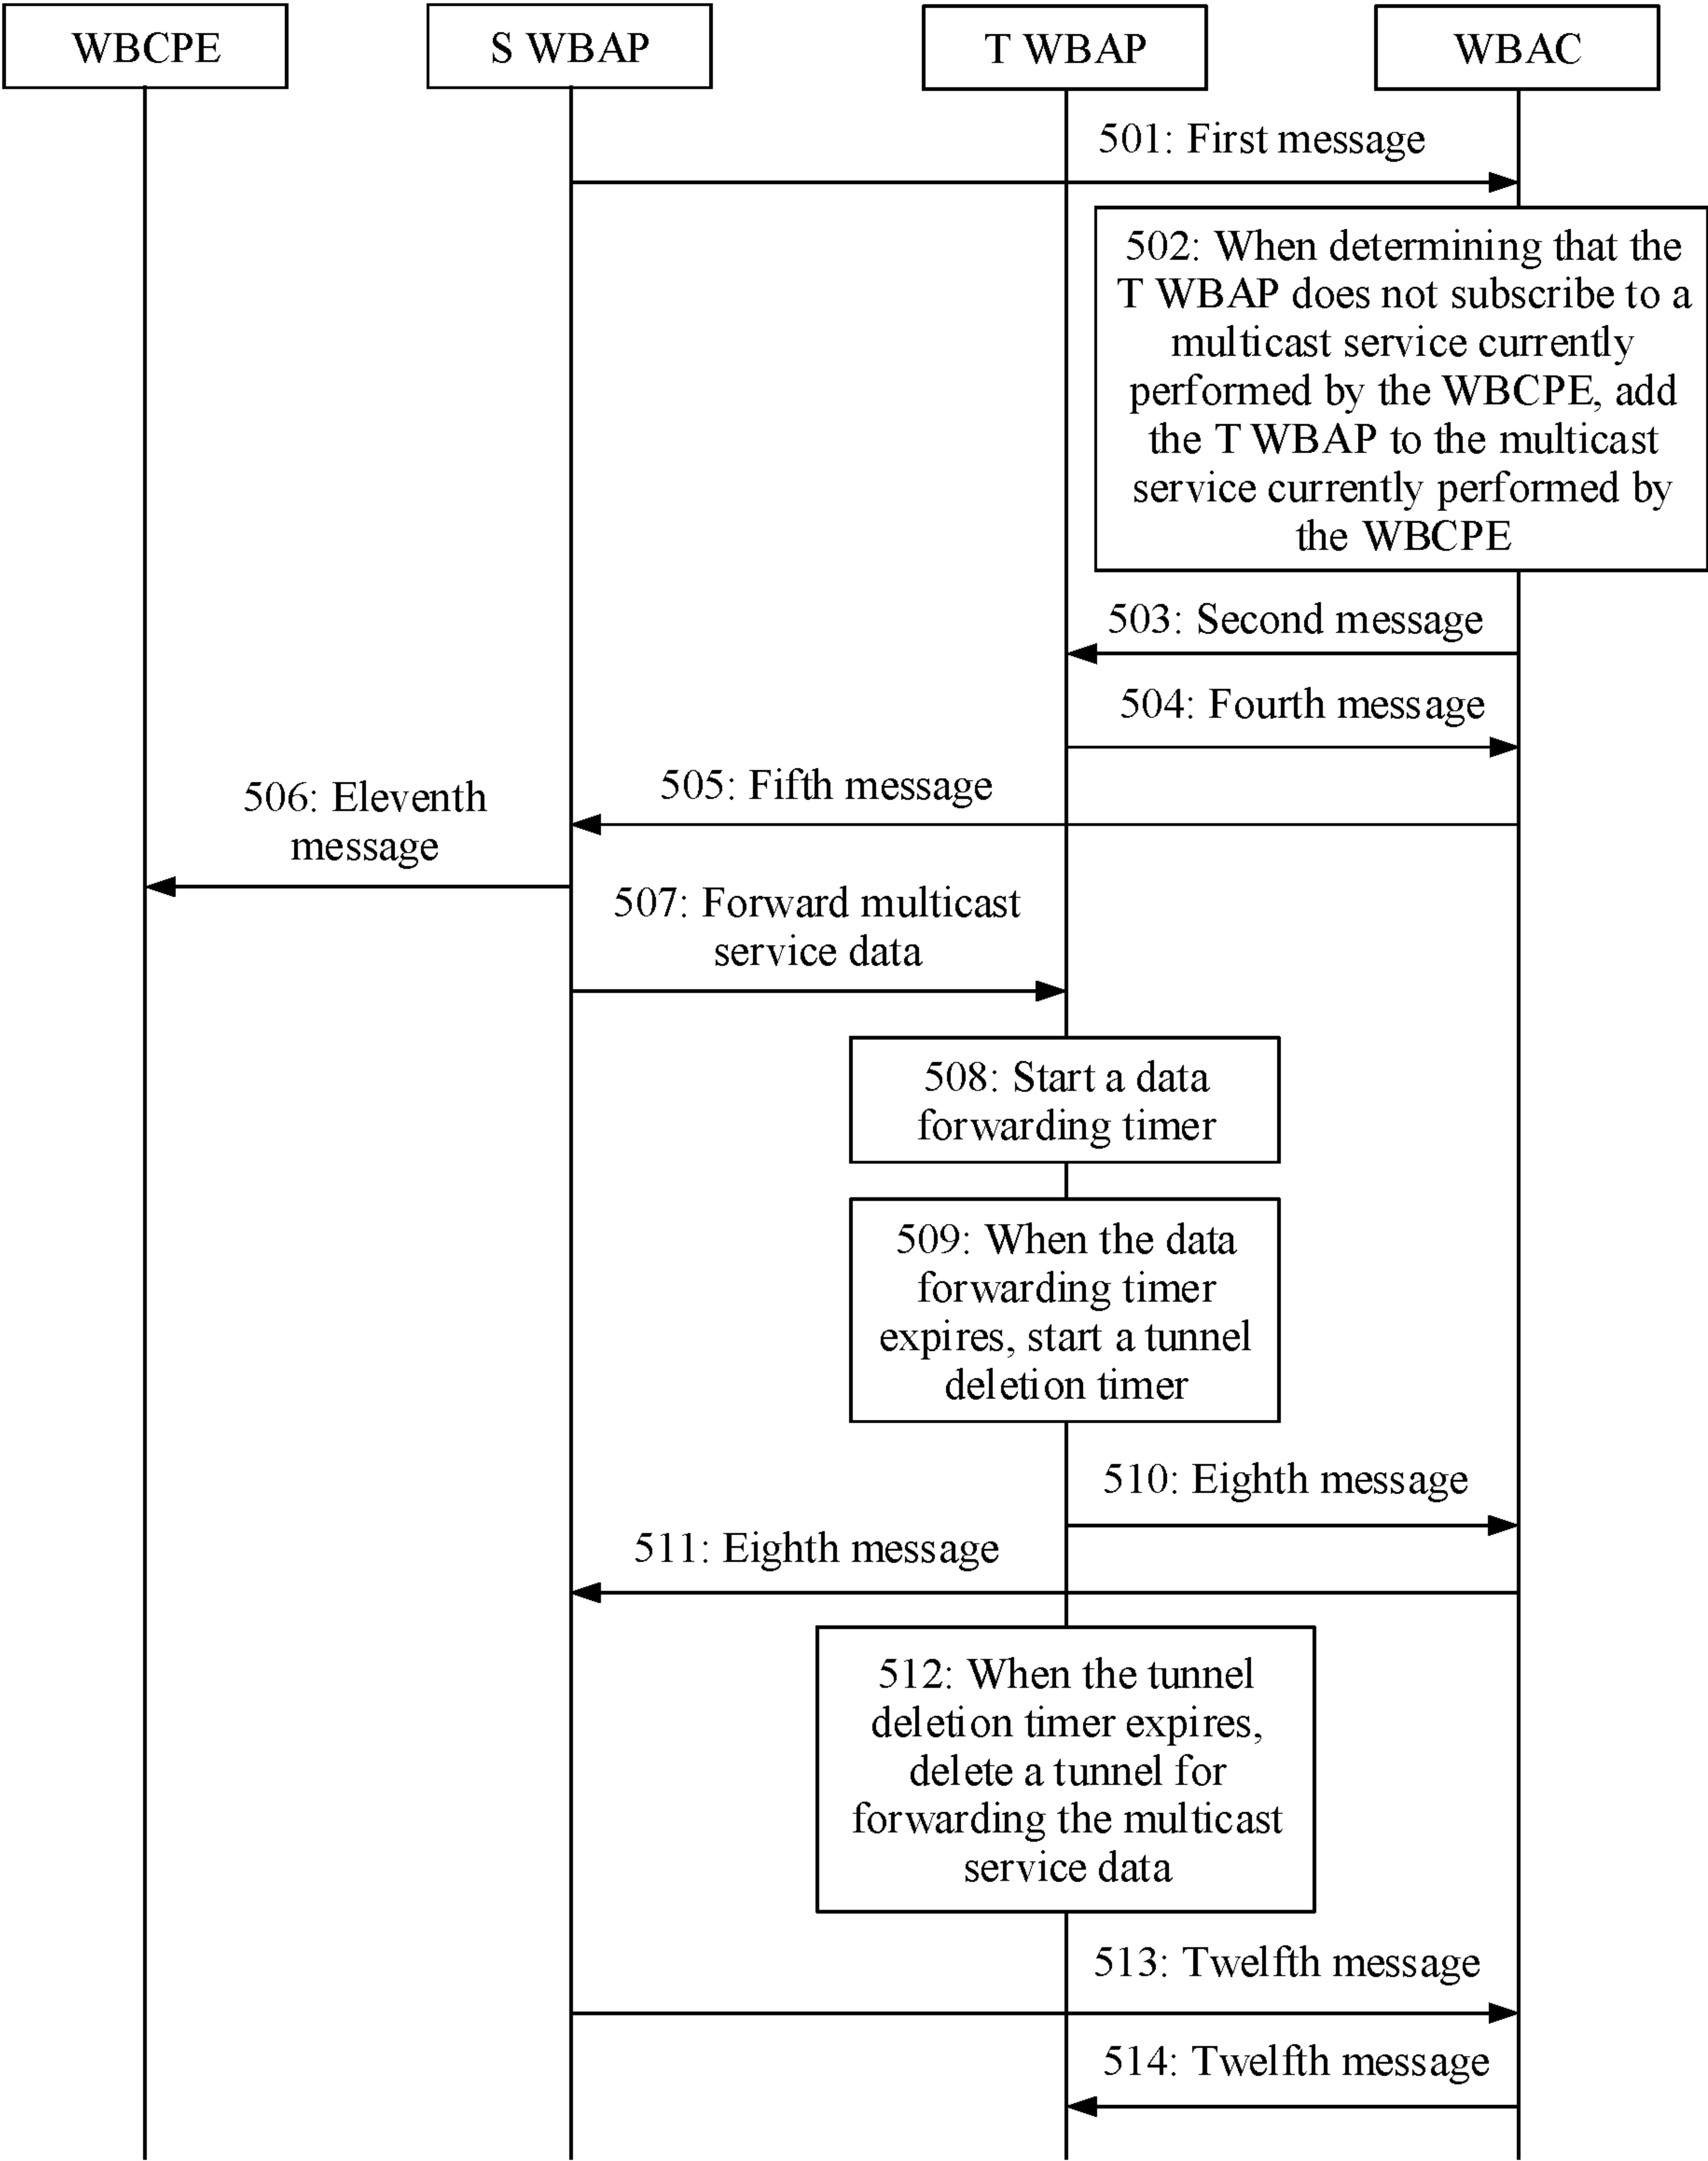 WBCPE
S WBAP
T WBAP
WBAC
501: First message
502: When determining that the
T WBAP does not subscribe to a
multicast service currently
performed by the WBCPE, add
the T WBAP to the multicast
service currently performed by
the WBCPE
503: Second message
504: Fourth message
505: Fifth message
506: Eleventh
message
507: Forward multicast
service data
508: Start a data
forwarding timer
509: When the data
forwarding timer
expires, start a tunnel
deletion timer
510: Eighth message
511: Eighth message
512: When the tunnel
deletion timer expires,
delete a tunnel for
forwarding the multicast
service data
513: Twelfth message
514: Twelfth message